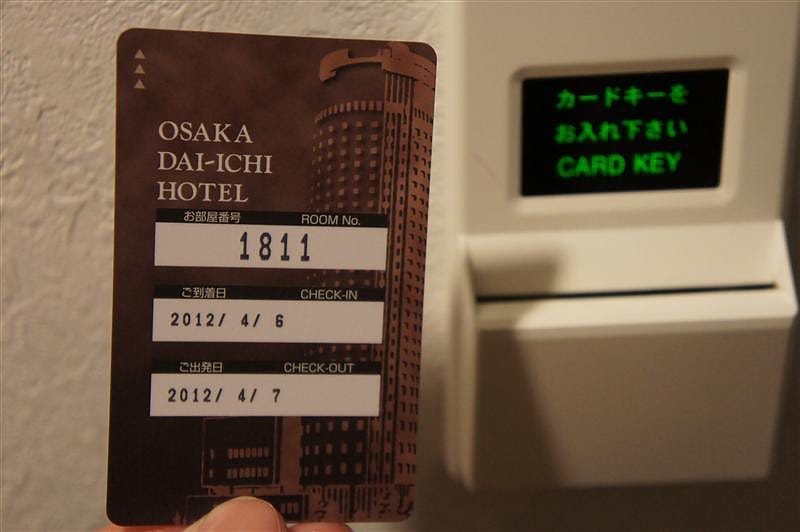 OSAKA
DAI-ICHI
HOTEL
お部屋番号 ROOM No.
1811
ご到着日 CHECK-IN
2012/ 4/ 6
ご出発日 CHECK-OUT
2012/ 4/ 7
カードキーを
お入れ下さい
CARD KEY